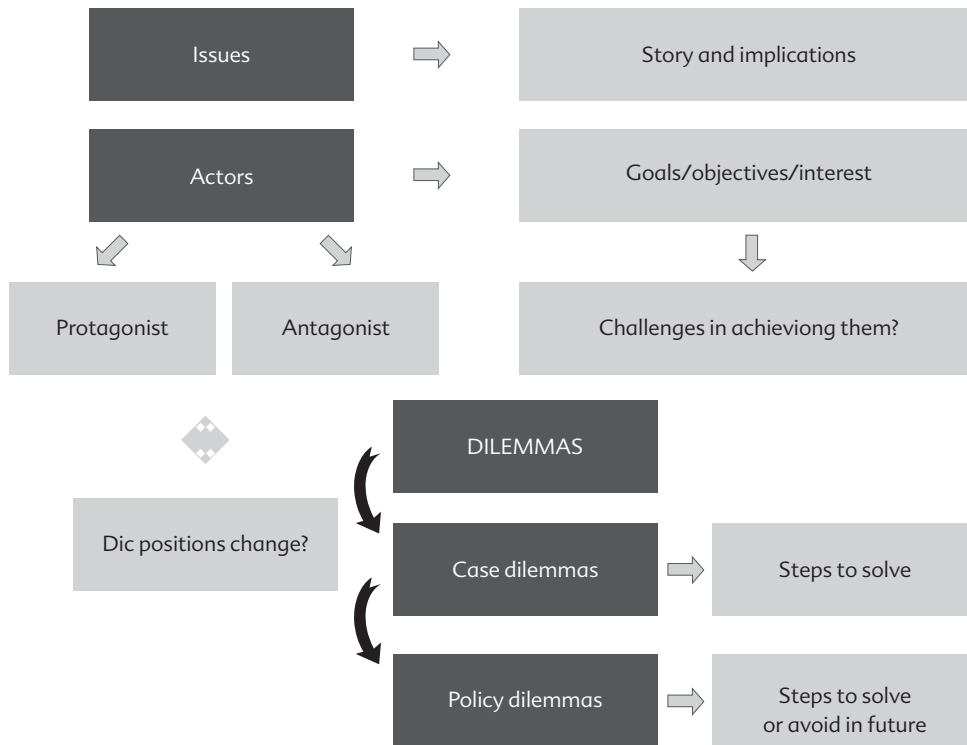 Issues
Story and implications
Actors
Goals/objectives/interest
Protagonist
Antagonist
Challenges in achieviong them?
DILEMMAS
Dic positions change?
Case dilemmas
Steps to solve
Policy dilemmas
Steps to solve
or avoid in future